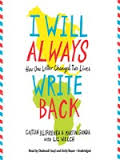 I WILL
ALWAYS
How One Letter Changed Two Lives
WRITE
BACK
CAITLIN ALIFIRENKA & MARTIN GANDA
WITH LIZ WELCH